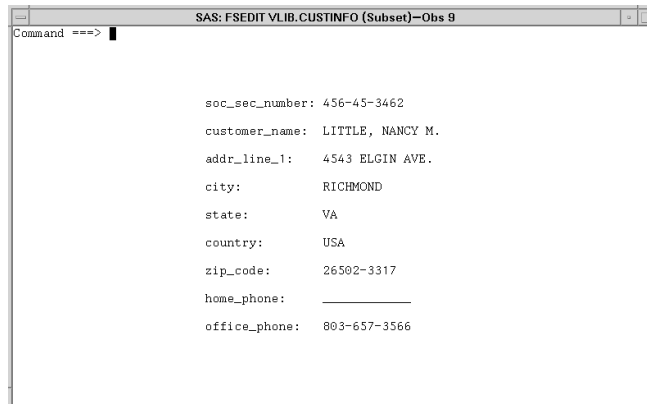 SAS: FSEDIT VLIB.CUSTINFO (Subset)—Obs 9
Command ===>
soc_sec_number: 456-45-3462
customer_name: LITTLE, NANCY M.
addr_line_1: 4543 ELGIN AVE.
city: RICHMOND
state: VA
country: USA
zip_code: 26502-3317
home_phone: ____________
office_phone: 803-657-3566